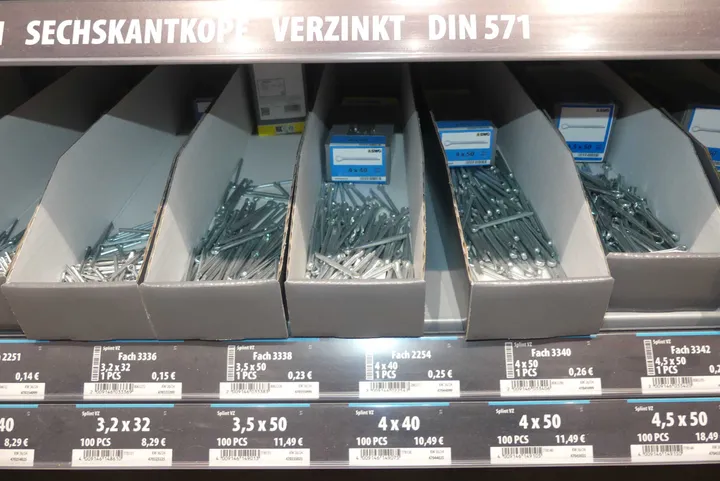 SECHSKANTKOPF VERZINKT DIN 571
4 x 40
4 x 50
2251
0,14 €
Splint VZ
Fach 3336
3,2 x 32
1 PCS
0,15 €
Splint VZ
Fach 3338
3,5 x 50
1 PCS
0,23 €
Splint VZ
Fach 2254
4 x 40
1 PCS
0,25 €
Splint VZ
Fach 3340
4 x 50
1 PCS
0,26 €
Splint VZ
Fach 3342
4,5 x 50
1 PCS
40
8,29 €
Splint VZ
3,2 x 32
100 PCS
8,29 €
Splint VZ
3,5 x 50
100 PCS
11,49 €
Splint VZ
4 x 40
100 PCS
10,49 €
Splint VZ
4 x 50
100 PCS
11,49 €
Splint VZ
4,5 x 50
100 PCS
18,49